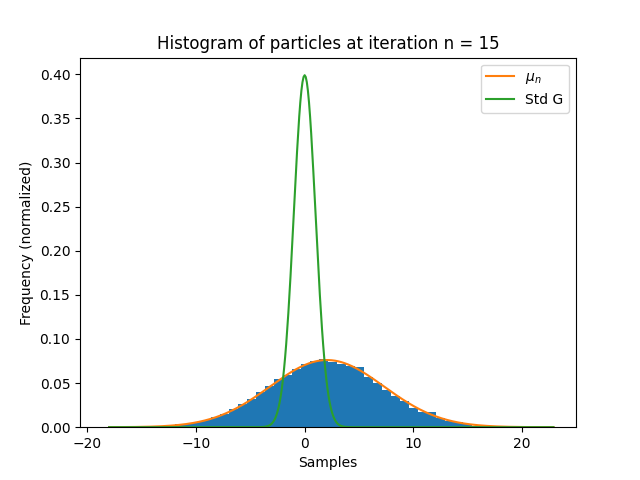 Histogram of particles at iteration n = 15
μn
Std G
Frequency (normalized)
0.40
0.35
0.30
0.25
0.20
0.15
0.10
0.05
0.00
−20
−10
0
10
20
Samples